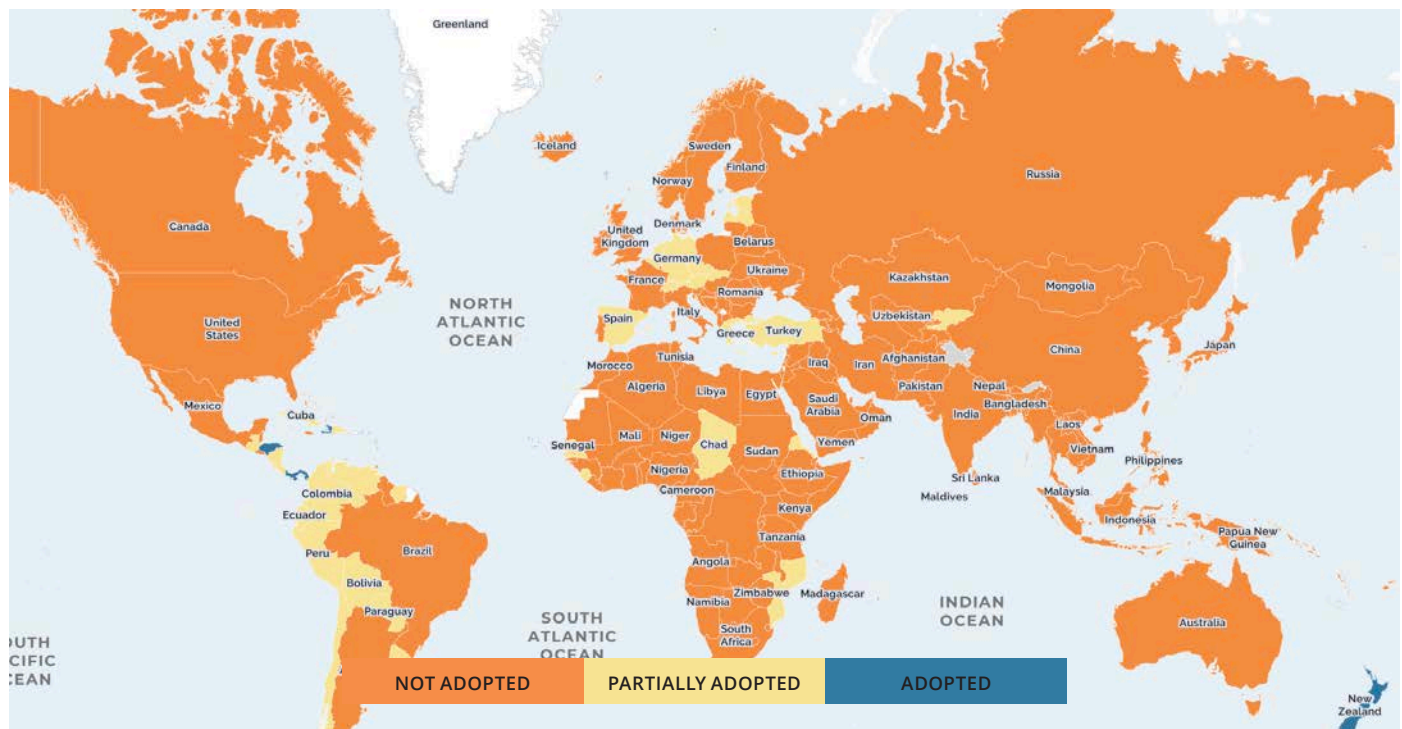 Greenland
Iceland
Sweden
Finland
Norway
Russia
Canada
United
Kingdom
Denmark
Belarus
Germany
Ukraine
France
Kazakhstan
Mongolia
Romania
NORTH
ATLANTIC
OCEAN
United
States
Italy
Uzbekistan
Spain
Greece
Turkey
Japan
China
Tunisia
Morocco
Iraq
Iran
Afghanistan
Algeria
Libya
Egypt
Pakistan
Nepal
Saudi
Arabia
Bangladesh
Mexico
Cuba
India
Oman
Laos
Senegal
Mali
Niger
Chad
Sudan
Yemen
Vietnam
Philippines
Nigeria
Ethiopia
Sri Lanka
Cameroon
Maldives
Malaysia
Colombia
Kenya
Ecuador
Indonesia
Papua New
Guinea
Tanzania
Peru
Brazil
Angola
Bolivia
Zimbabwe
Madagascar
Namibia
Paraguay
INDIAN
OCEAN
SOUTH
ATLANTIC
OCEAN
South
Africa
Australia
OUTH
CIFIC
CEAN
NOT ADOPTED
PARTIALLY ADOPTED
ADOPTED
New
Zealand